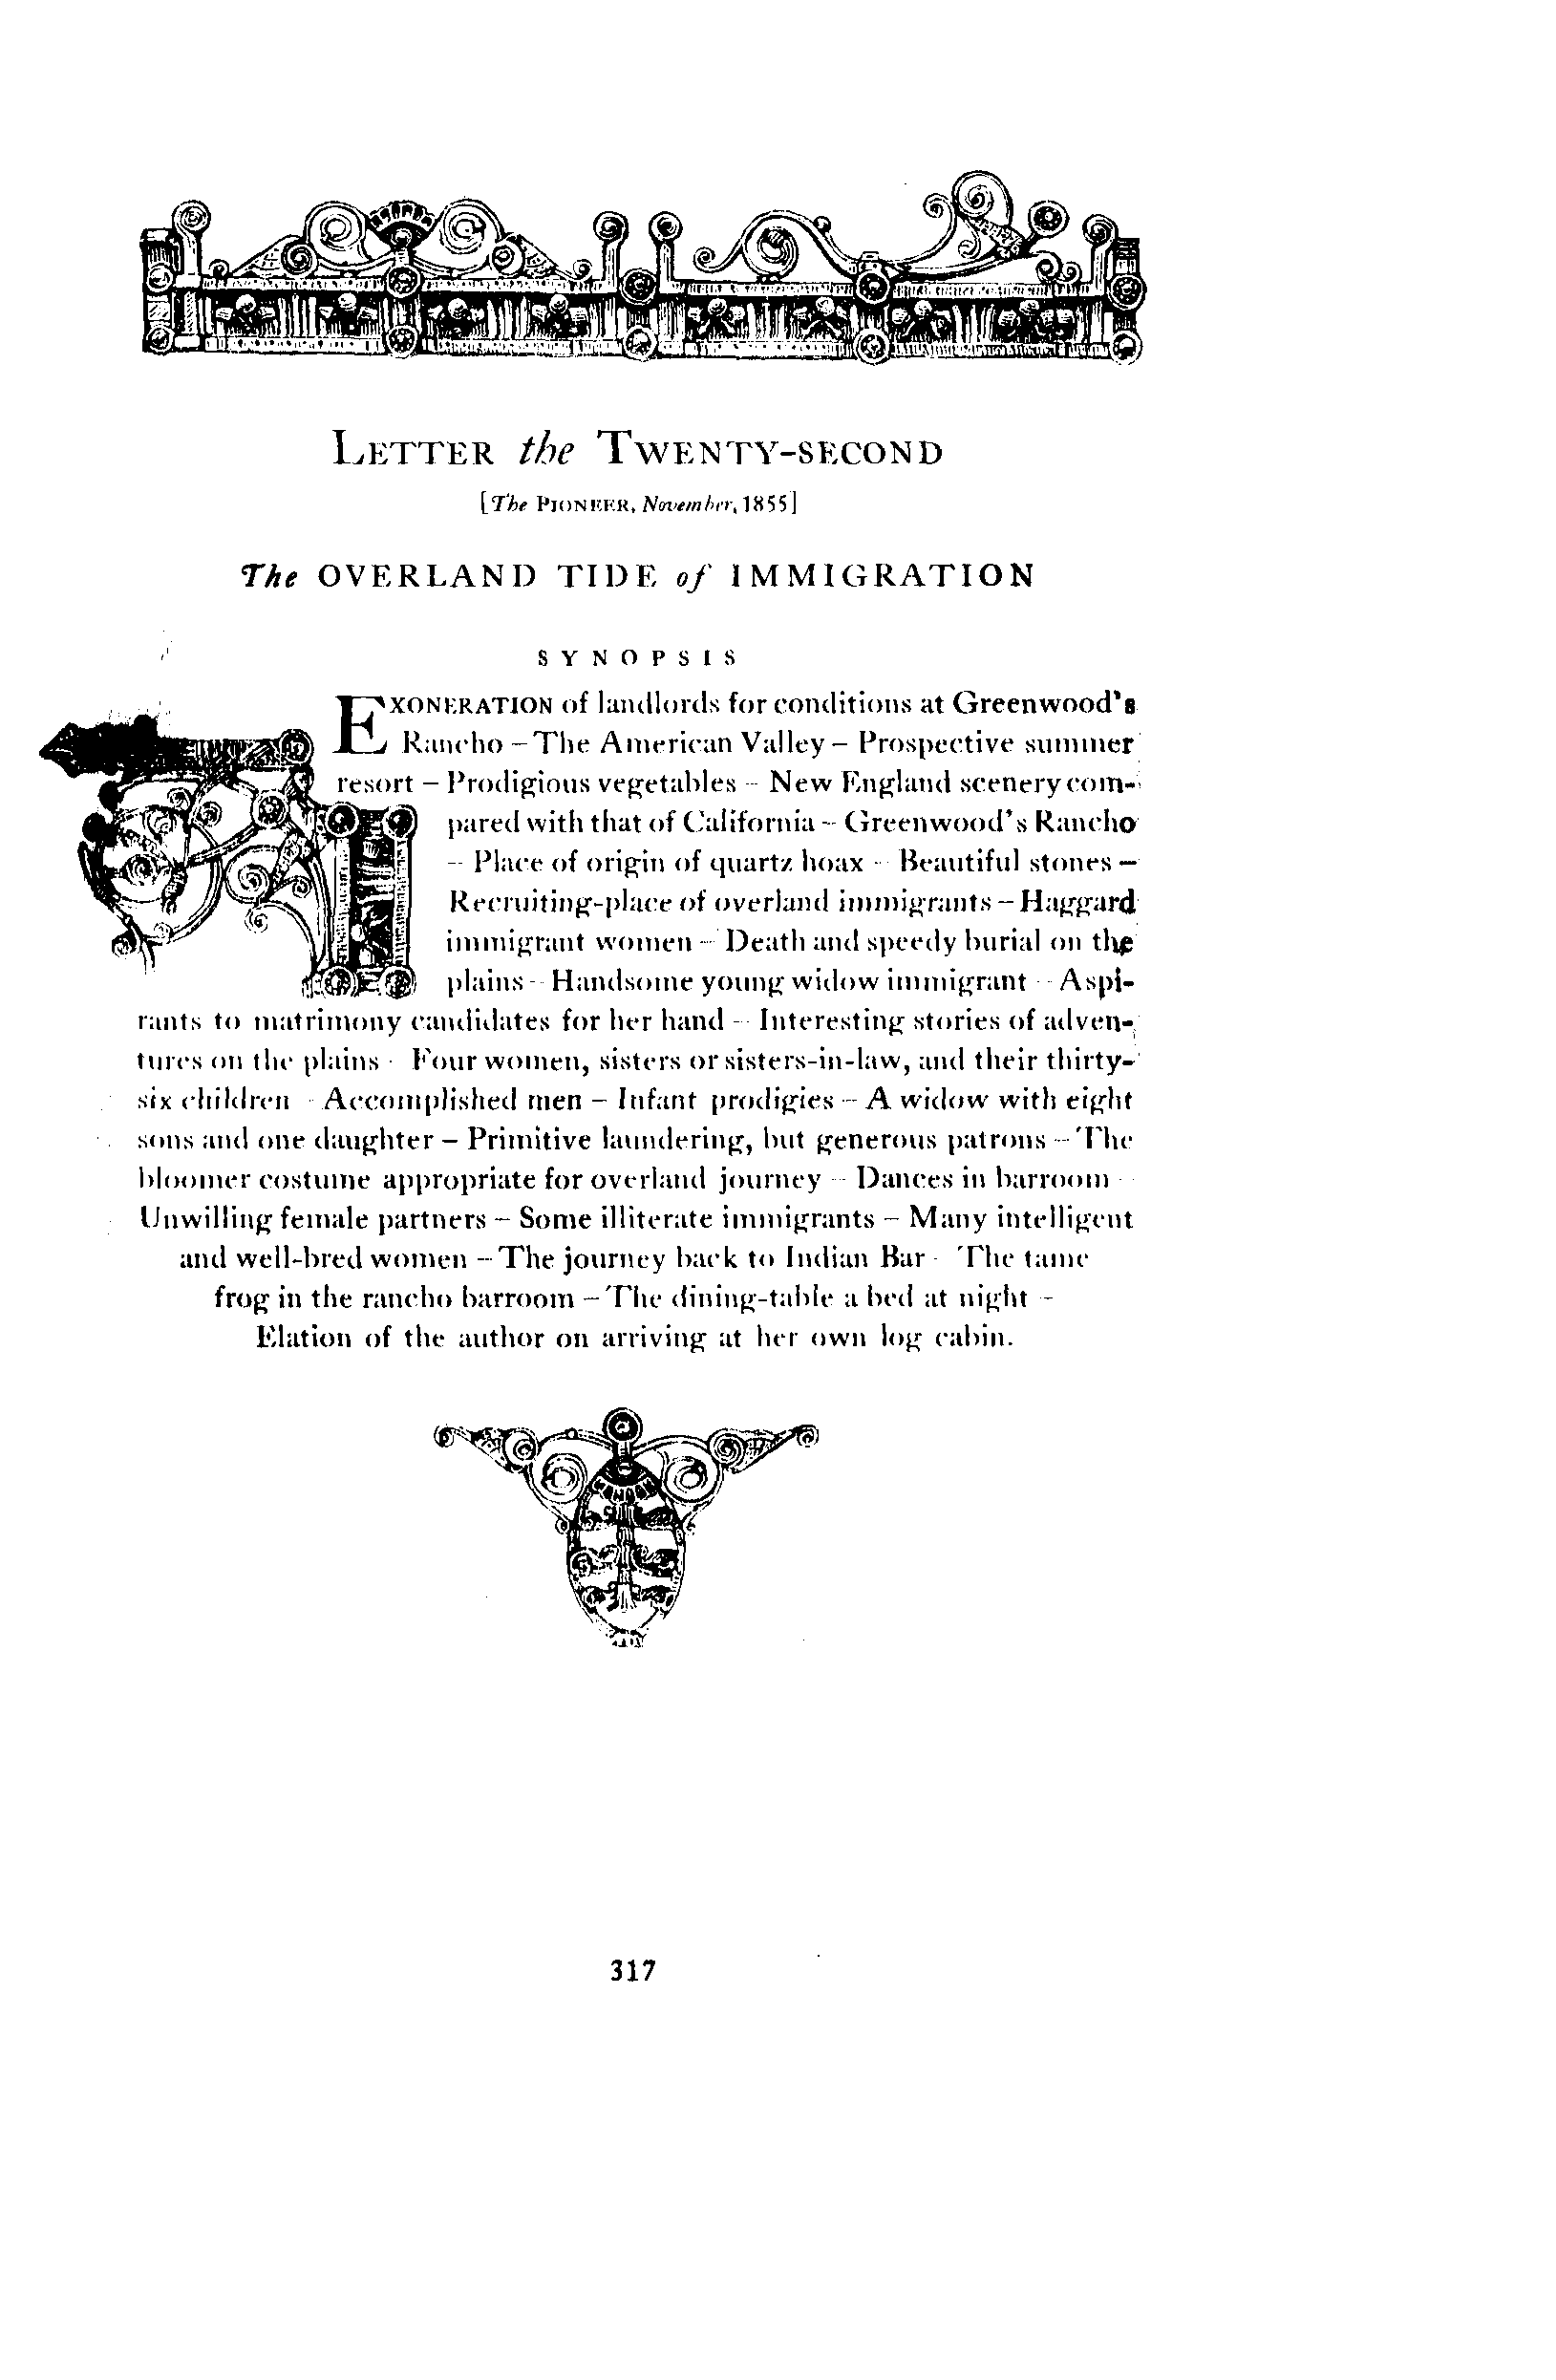 LETTER the TWENTY-SECOND
[The PIONEER, November, 1855]
The OVERLAND TIDE of IMMIGRATION
SYNOPSIS
EXONERATION of landlords for conditions at Greenwood's
Rancho – The American Valley – Prospective summer
resort – Prodigious vegetables – New England scenery com-
pared with that of California – Greenwood's Rancho
– Place of origin of quartz hoax – Beautiful stones –
Recruiting-place of overland immigrants – Haggard
immigrant women – Death and speedy burial on the
plains – Handsome young widow immigrant – Aspi-
rants to matrimony candidates for her hand – Interesting stories of adven-
tures on the plains – Four women, sisters or sisters-in-law, and their thirty-
six children – Accomplished men – Infant prodigies – A widow with eight
sons and one daughter – Primitive laundering, but generous patrons – The
bloomer costume appropriate for overland journey – Dances in barroom –
Unwilling female partners – Some illiterate immigrants – Many intelligent
and well-bred women – The journey back to Indian Bar – The tame
frog in the rancho barroom – The dining-table a bed at night –
Elation of the author on arriving at her own log cabin.
317